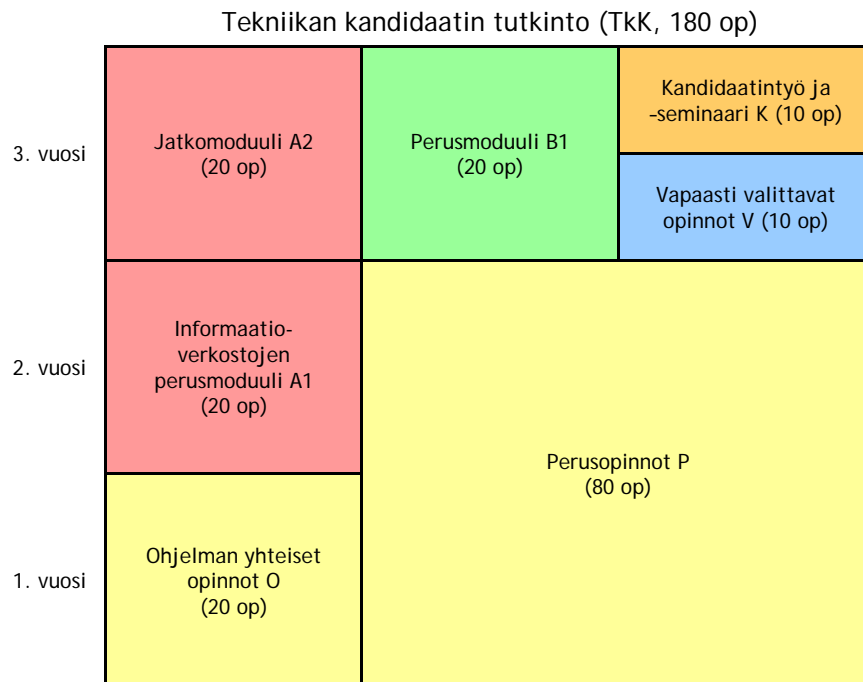 Tekniikan kandidaatin tutkinto (TkK, 180 op)
3. vuosi
Jatkomoduuli A2
(20 op)
Perusmoduuli B1
(20 op)
Kandidaatintyö ja
-seminaari K (10 op)
Vapaasti valittavat
opinnot V (10 op)
2. vuosi
Informaatio-
verkostojen
perusmoduuli A1
(20 op)
Perusopinnot P
(80 op)
1. vuosi
Ohjelman yhteiset
opinnot O
(20 op)